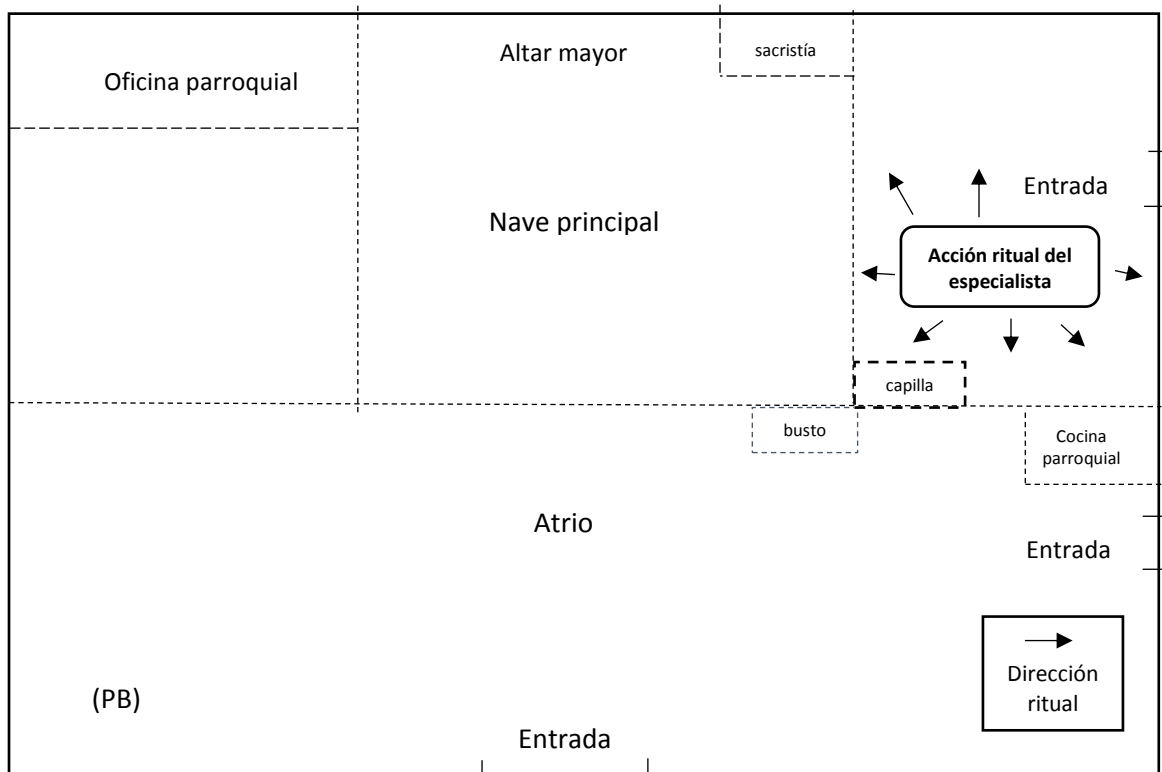 Altar mayor
sacristía
Oficina parroquial
Entrada
Nave principal
Acción ritual del
especialista
capilla
busto
Cocina
parroquial
Atrio
Entrada
Dirección
ritual
(PB)
Entrada